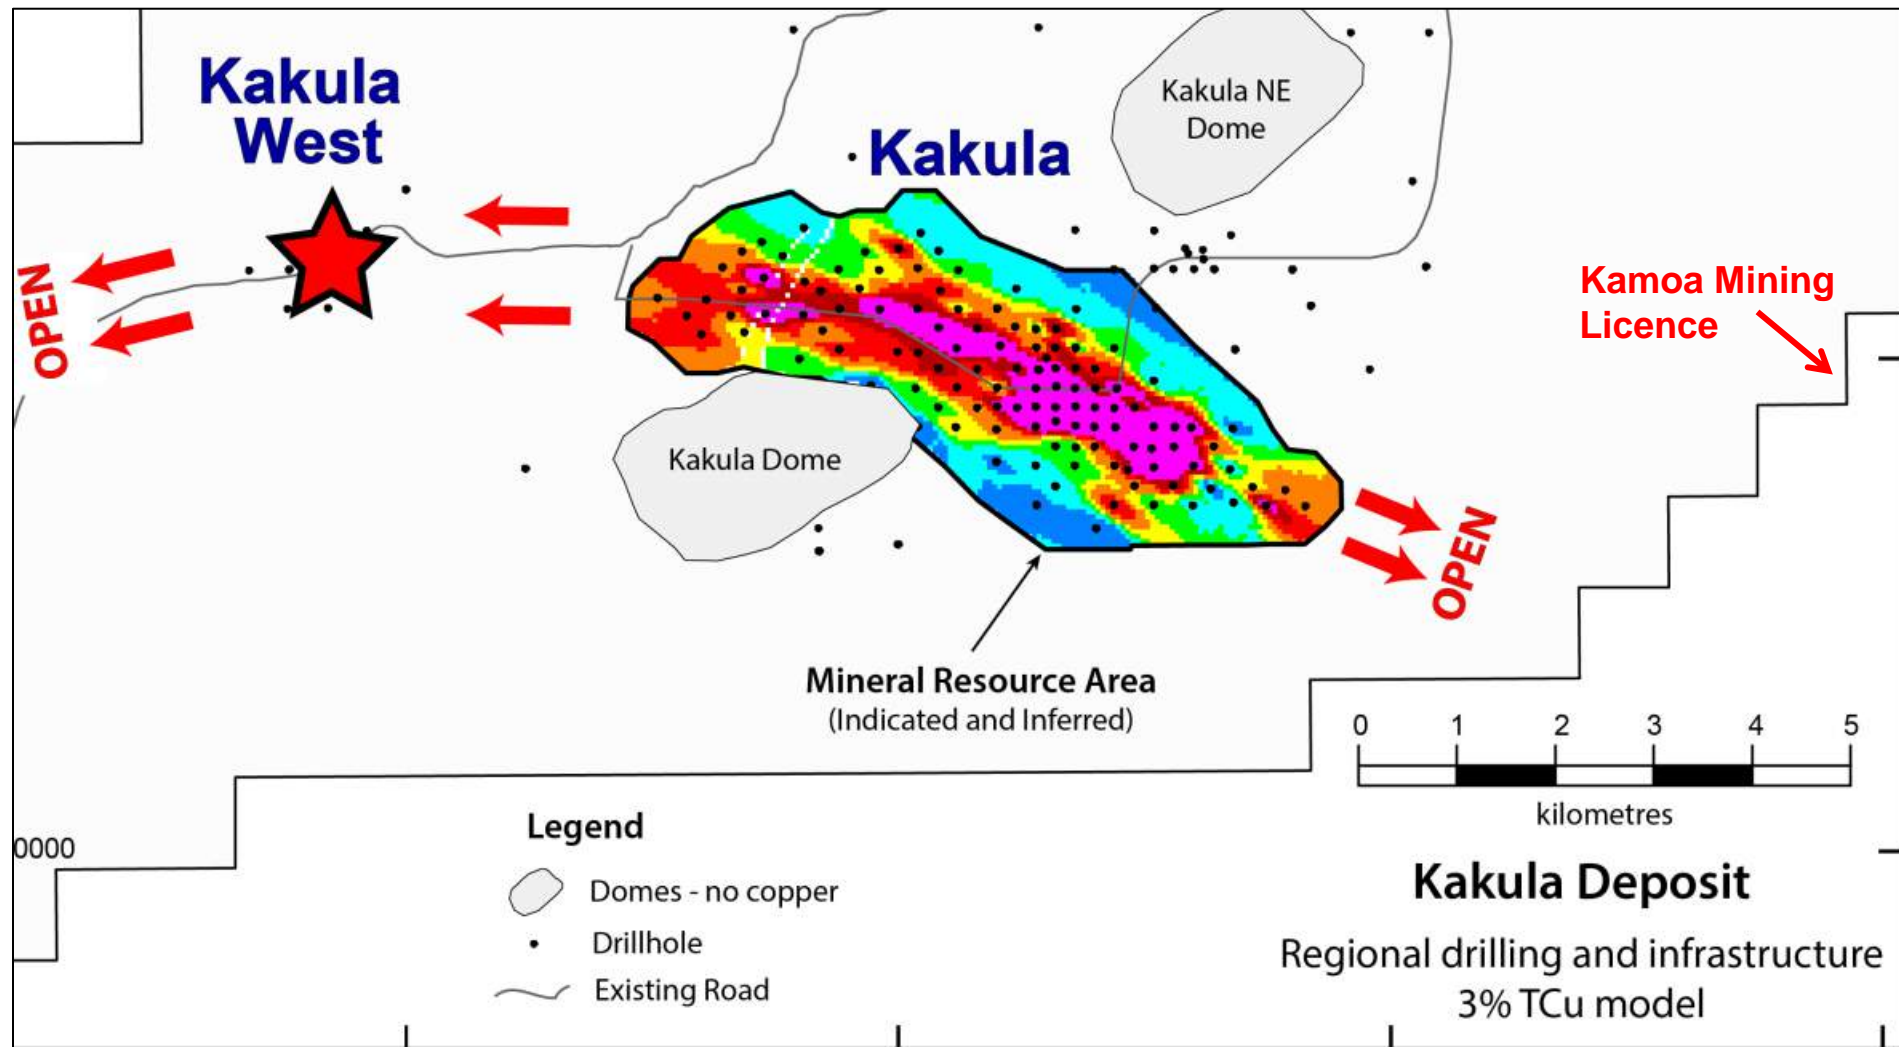 Kakula
West
Kakula
Kakula NE
Dome
OPEN
Kamoa Mining
Licence
Kakula Dome
OPEN
Mineral Resource Area
(Indicated and Inferred)
0 1 2 3 4 5
kilometres
0000
Legend
Domes - no copper
Drillhole
Existing Road
Kakula Deposit
Regional drilling and infrastructure
3% TCu model